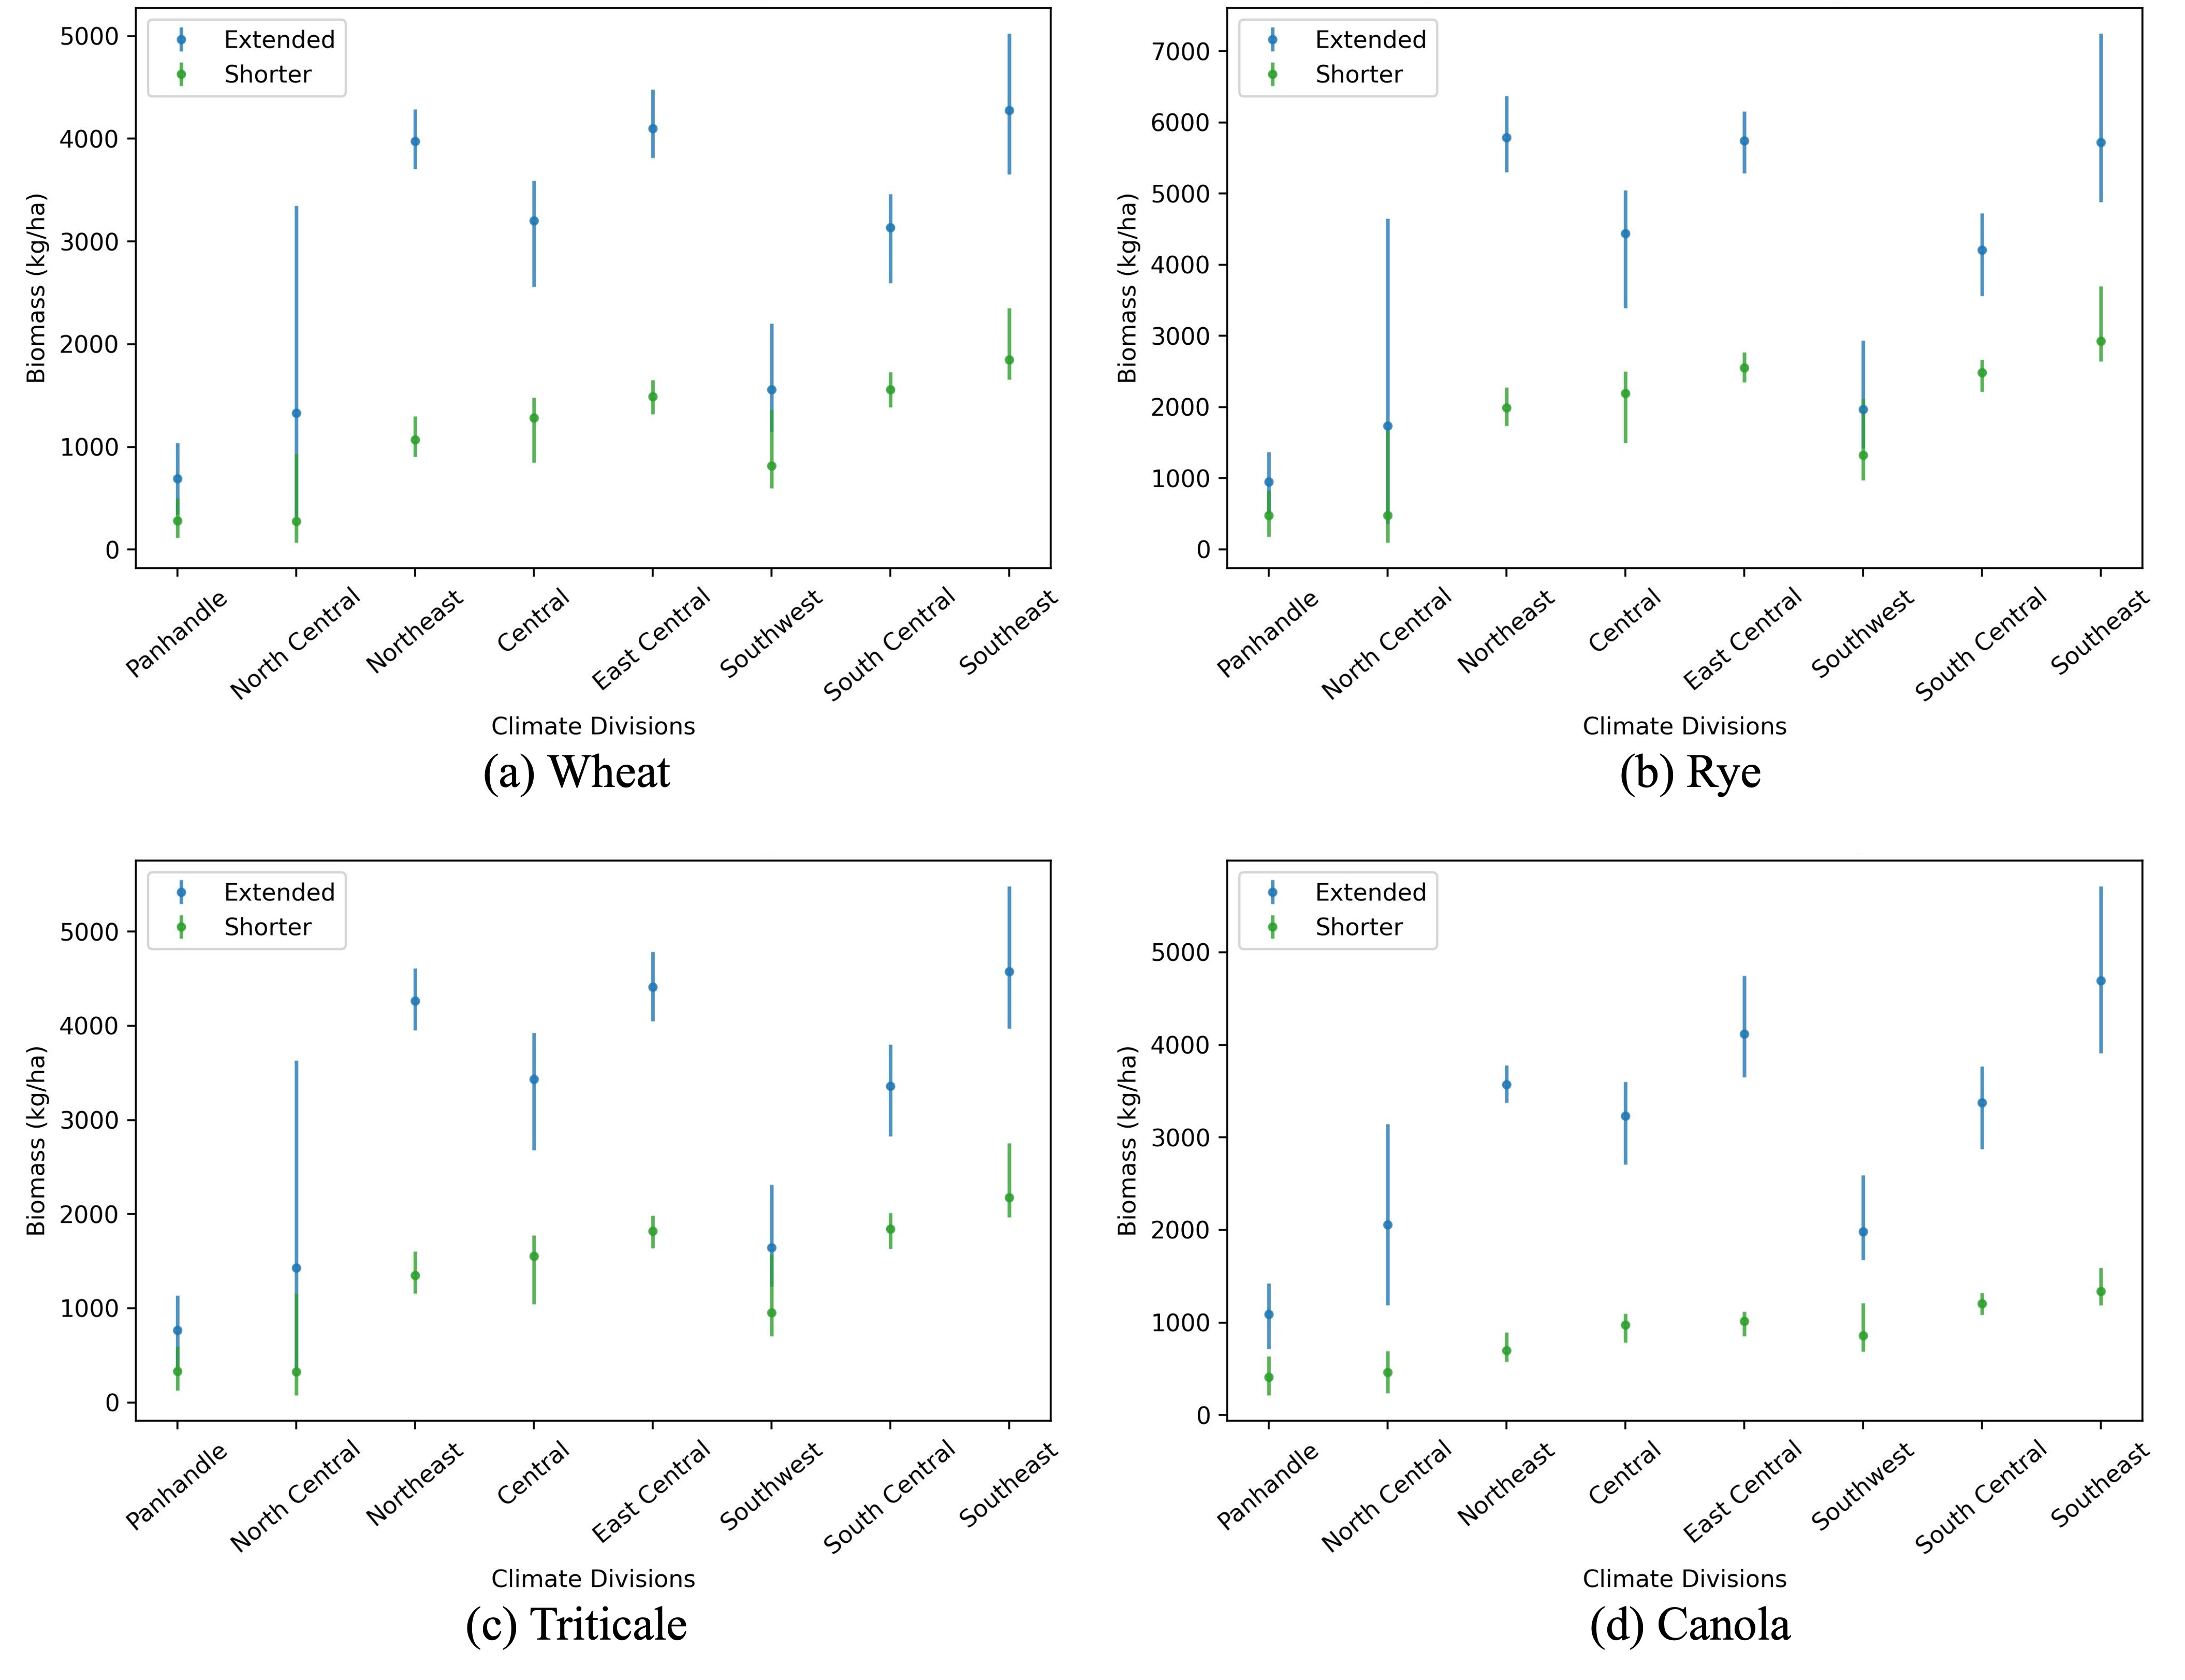 Extended
Shorter
5000
4000
3000
2000
1000
0
Biomass (kg/ha)
Panhandle
North Central
Northeast
Central
East Central
Southwest
South Central
Southeast
Climate Divisions
(a) Wheat
Extended
Shorter
7000
6000
5000
4000
3000
2000
1000
0
Biomass (kg/ha)
Panhandle
North Central
Northeast
Central
East Central
Southwest
South Central
Southeast
Climate Divisions
(b) Rye
Extended
Shorter
5000
4000
3000
2000
1000
0
Biomass (kg/ha)
Panhandle
North Central
Northeast
Central
East Central
Southwest
South Central
Southeast
Climate Divisions
(c) Triticale
Extended
Shorter
5000
4000
3000
2000
1000
0
Biomass (kg/ha)
Panhandle
North Central
Northeast
Central
East Central
Southwest
South Central
Southeast
Climate Divisions
(d) Canola